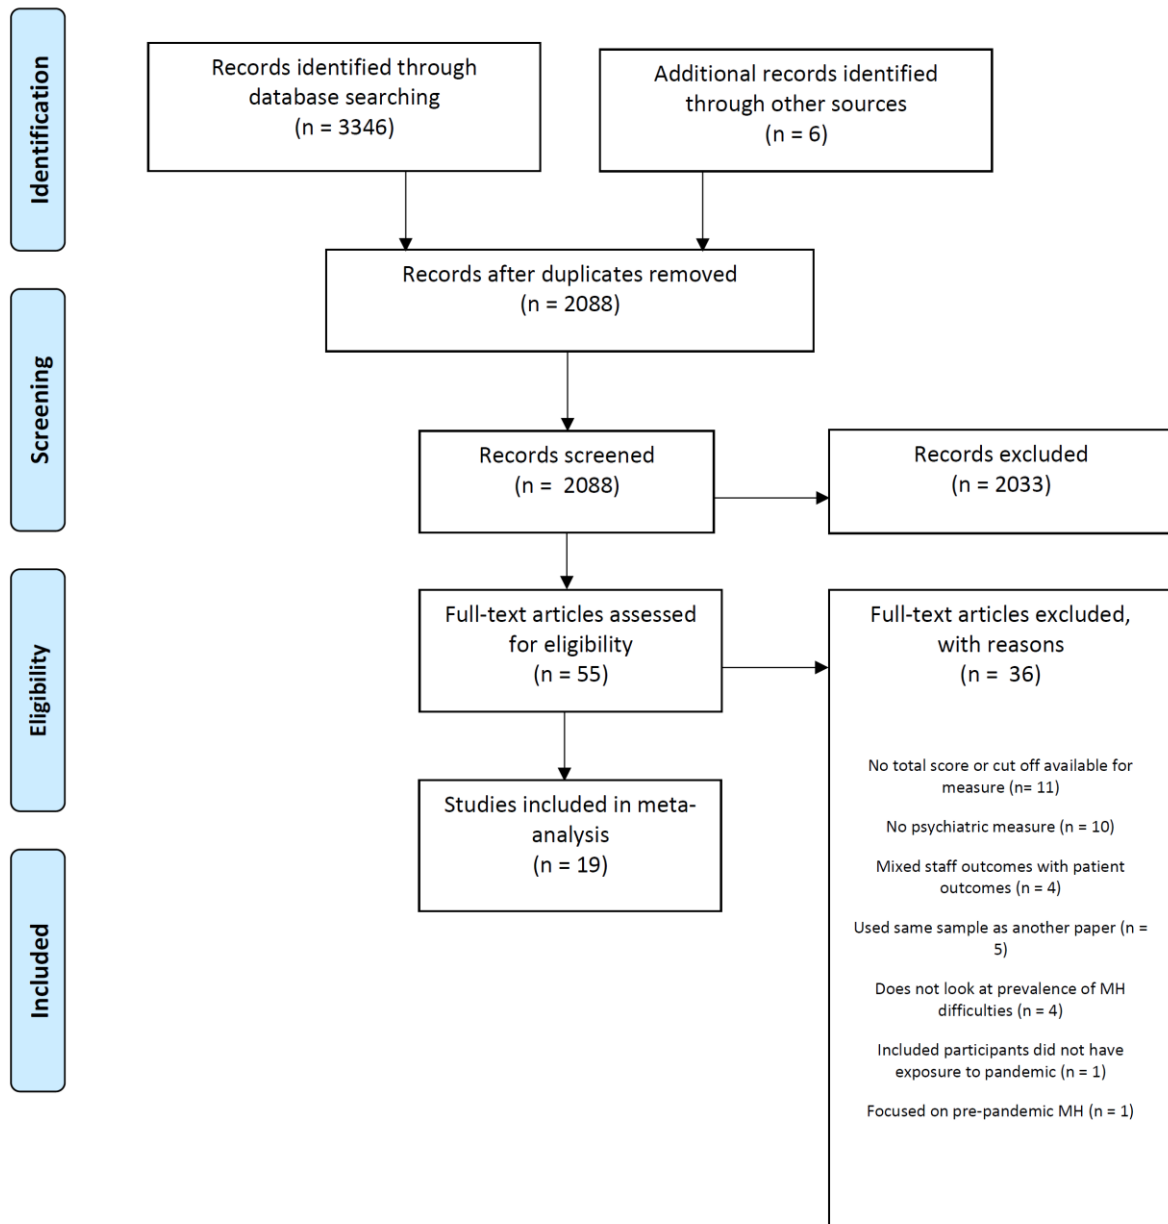 Identification
Records identified through
database searching
(n = 3346)
Additional records identified
through other sources
(n = 6)
Records after duplicates removed
(n = 2088)
Screening
Records screened
(n =  2088)
Records excluded
(n = 2033)
Eligibility
Full-text articles assessed
for eligibility
(n = 55)
Full-text articles excluded,
with reasons
(n =  36)
No total score or cut off available for
measure (n= 11)
No psychiatric measure (n = 10)
Mixed staff outcomes with patient
outcomes (n = 4)
Used same sample as another paper (n =
5)
Does not look at prevalence of MH
difficulties (n = 4)
Included participants did not have
exposure to pandemic (n = 1)
Focused on pre-pandemic MH (n = 1)
Included
Studies included in meta-
analysis
(n = 19)